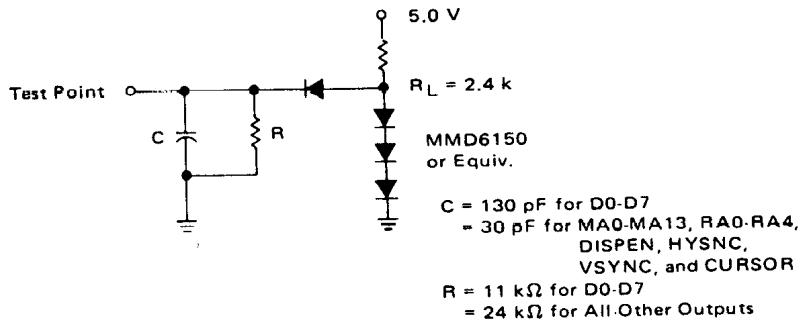 5.0 V
Test Point
R_L = 2.4 k
C
R
MMD6150
or Equiv.
C = 130 pF for D0-D7
= 30 pF for MA0-MA13, RA0-RA4,
DISPEN, HYSNC,
VSYNC, and CURSOR
R = 11 kΩ for D0-D7
= 24 kΩ for All Other Outputs